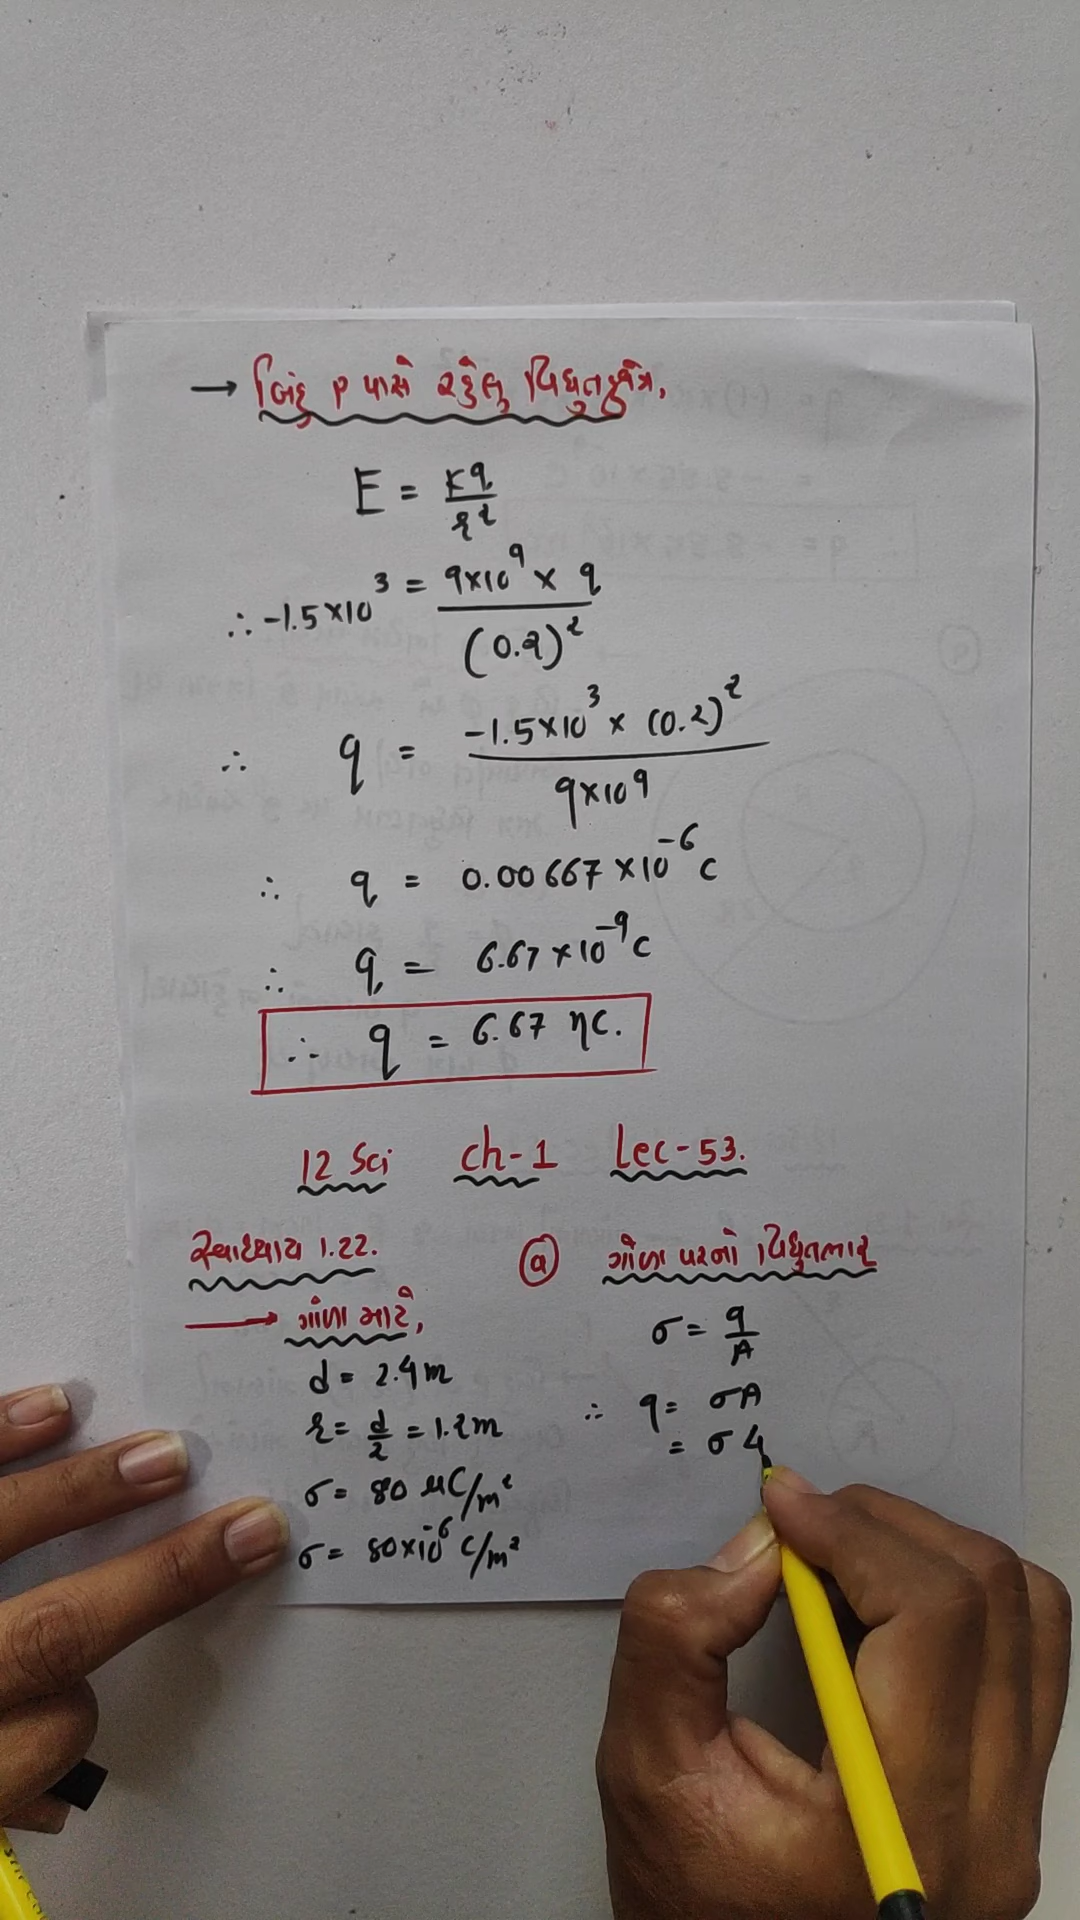 → બિંદુ P પાસે રહેલુ વિધુતક્ષેત્ર,
E = Kq/r²
∴ -1.5×10³ = 9×10⁹ × q/(0.2)²
∴ q = -1.5×10³ × (0.2)²/9×10⁹
∴ q = 0.00667×10⁻⁶ C
∴ q = 6.67×10⁻⁹ C
∴ q = 6.67 ηC.
12 Sci ch-1 Lec-53.
સ્વાધ્યાય 1.22.
→ ગોળા માટે,
d = 2.4m
r = d/2 = 1.2m
σ = 80 μC/m²
σ = 80×10⁻⁶ C/m²
ⓐ ગોળા પરનો વિધુતભાર
σ = q/A
∴ q = σA
= σ4